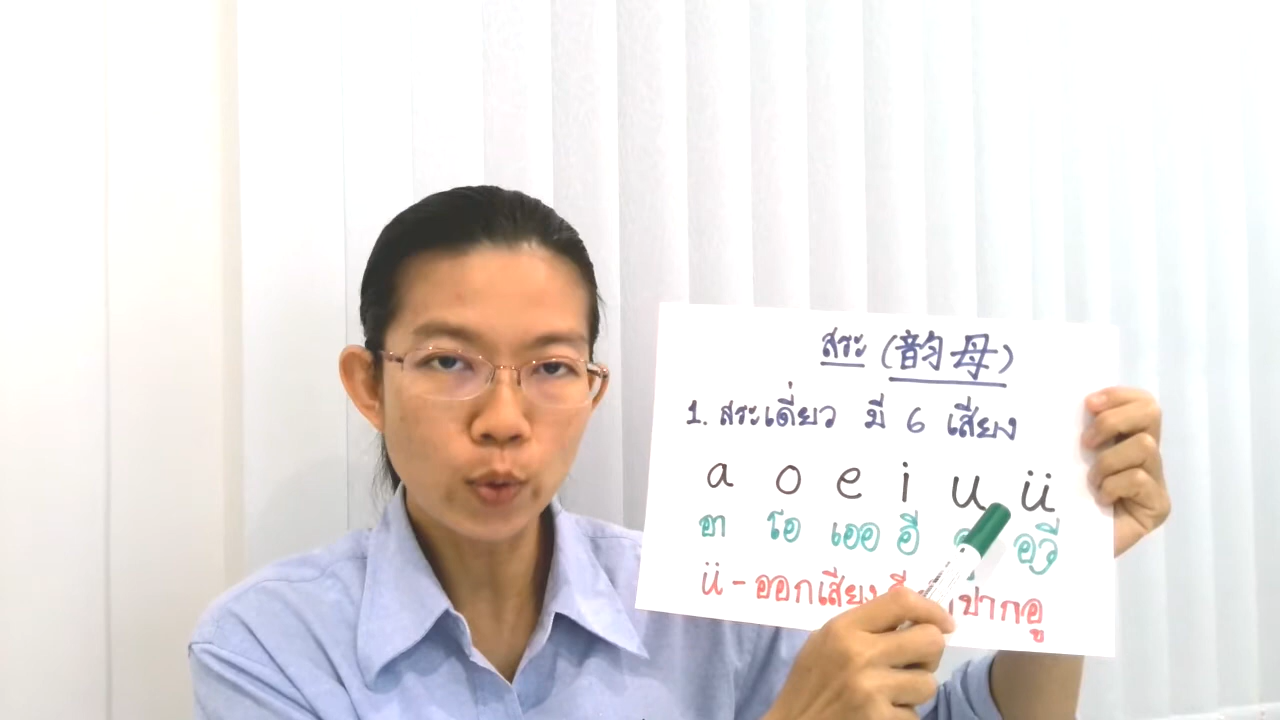 สระ (韵母)
1. สระเดี่ยว มี 6 เสียง
a o e i u ü
อา โอ เออ อี อวี
ü - ออกเสียง ปากอู